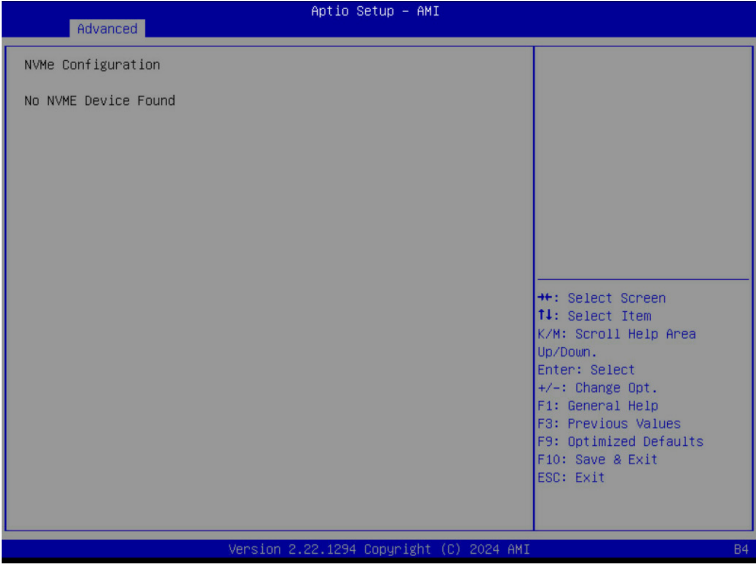 Aptio Setup – AMI
Advanced
NVMe Configuration
No NVME Device Found
→←: Select Screen
↑↓: Select Item
K/M: Scroll Help Area
Up/Down.
Enter: Select
+/-: Change Opt.
F1: General Help
F3: Previous Values
F9: Optimized Defaults
F10: Save & Exit
ESC: Exit
Version 2.22.1294 Copyright (C) 2024 AMI
B4